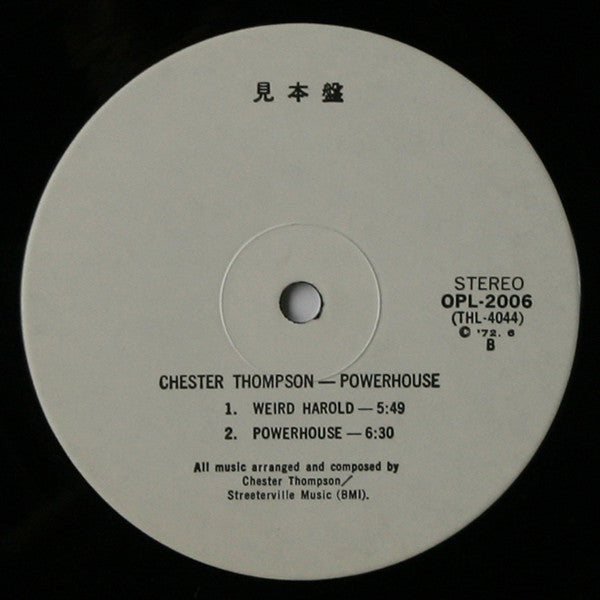 見本盤
STEREO
OPL-2006
(THL-4044)
© '72. 6
B
CHESTER THOMPSON — POWERHOUSE
1. WEIRD HAROLD — 5:49
2. POWERHOUSE — 6:30
All music arranged and composed by
Chester Thompson/
Streeterville Music (BMI).